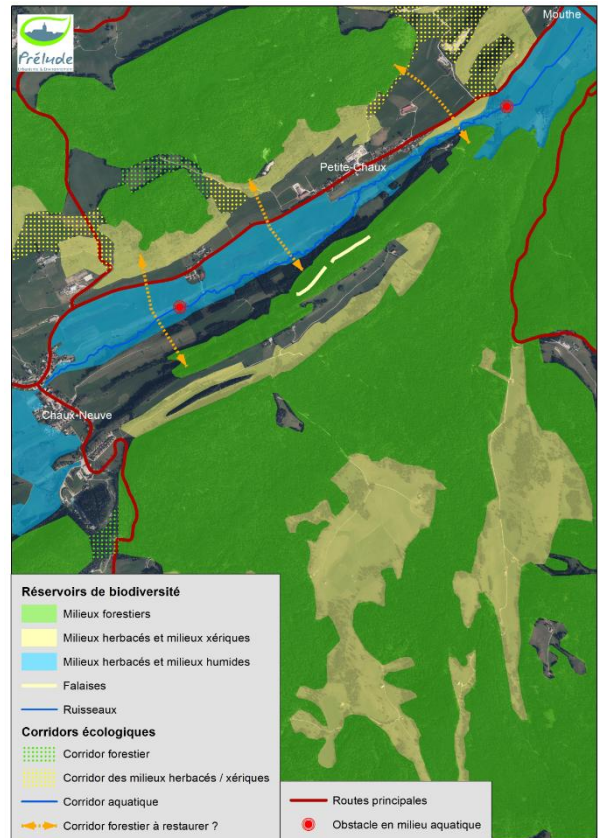 Prélude
Mouthe
Petite-Chaux
Chaux-Neuve
Réservoirs de biodiversité
Milieux forestiers
Milieux herbacés et milieux xériques
Milieux herbacés et milieux humides
Falaises
Ruisseaux
Corridors écologiques
Corridor forestier
Corridor des milieux herbacés / xériques
Corridor aquatique
Corridor forestier à restaurer ?
Routes principales
Obstacle en milieu aquatique